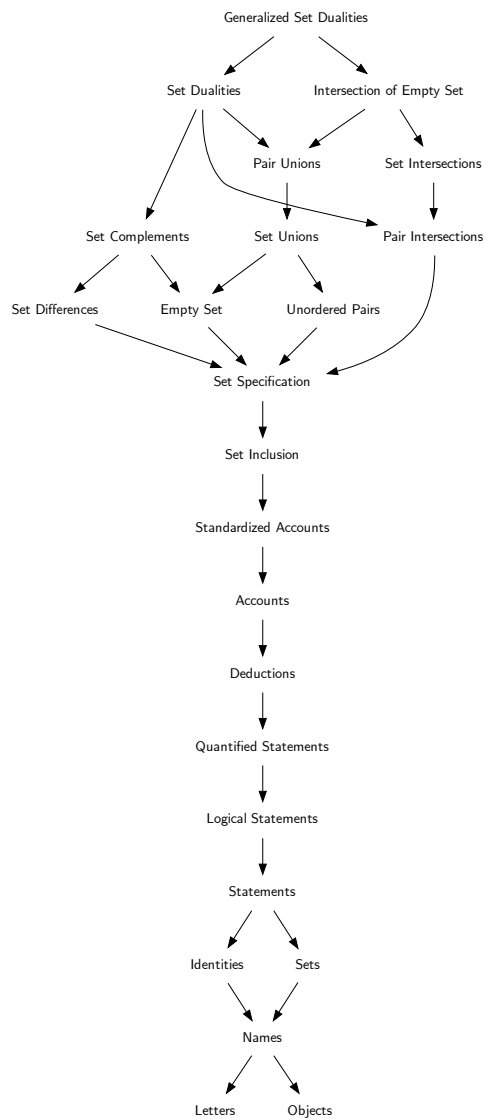 Generalized Set Dualities
Set Dualities
Intersection of Empty Set
Pair Unions
Set Intersections
Set Complements
Set Unions
Pair Intersections
Set Differences
Empty Set
Unordered Pairs
Set Specification
Set Inclusion
Standardized Accounts
Accounts
Deductions
Quantified Statements
Logical Statements
Statements
Identities
Sets
Names
Letters
Objects